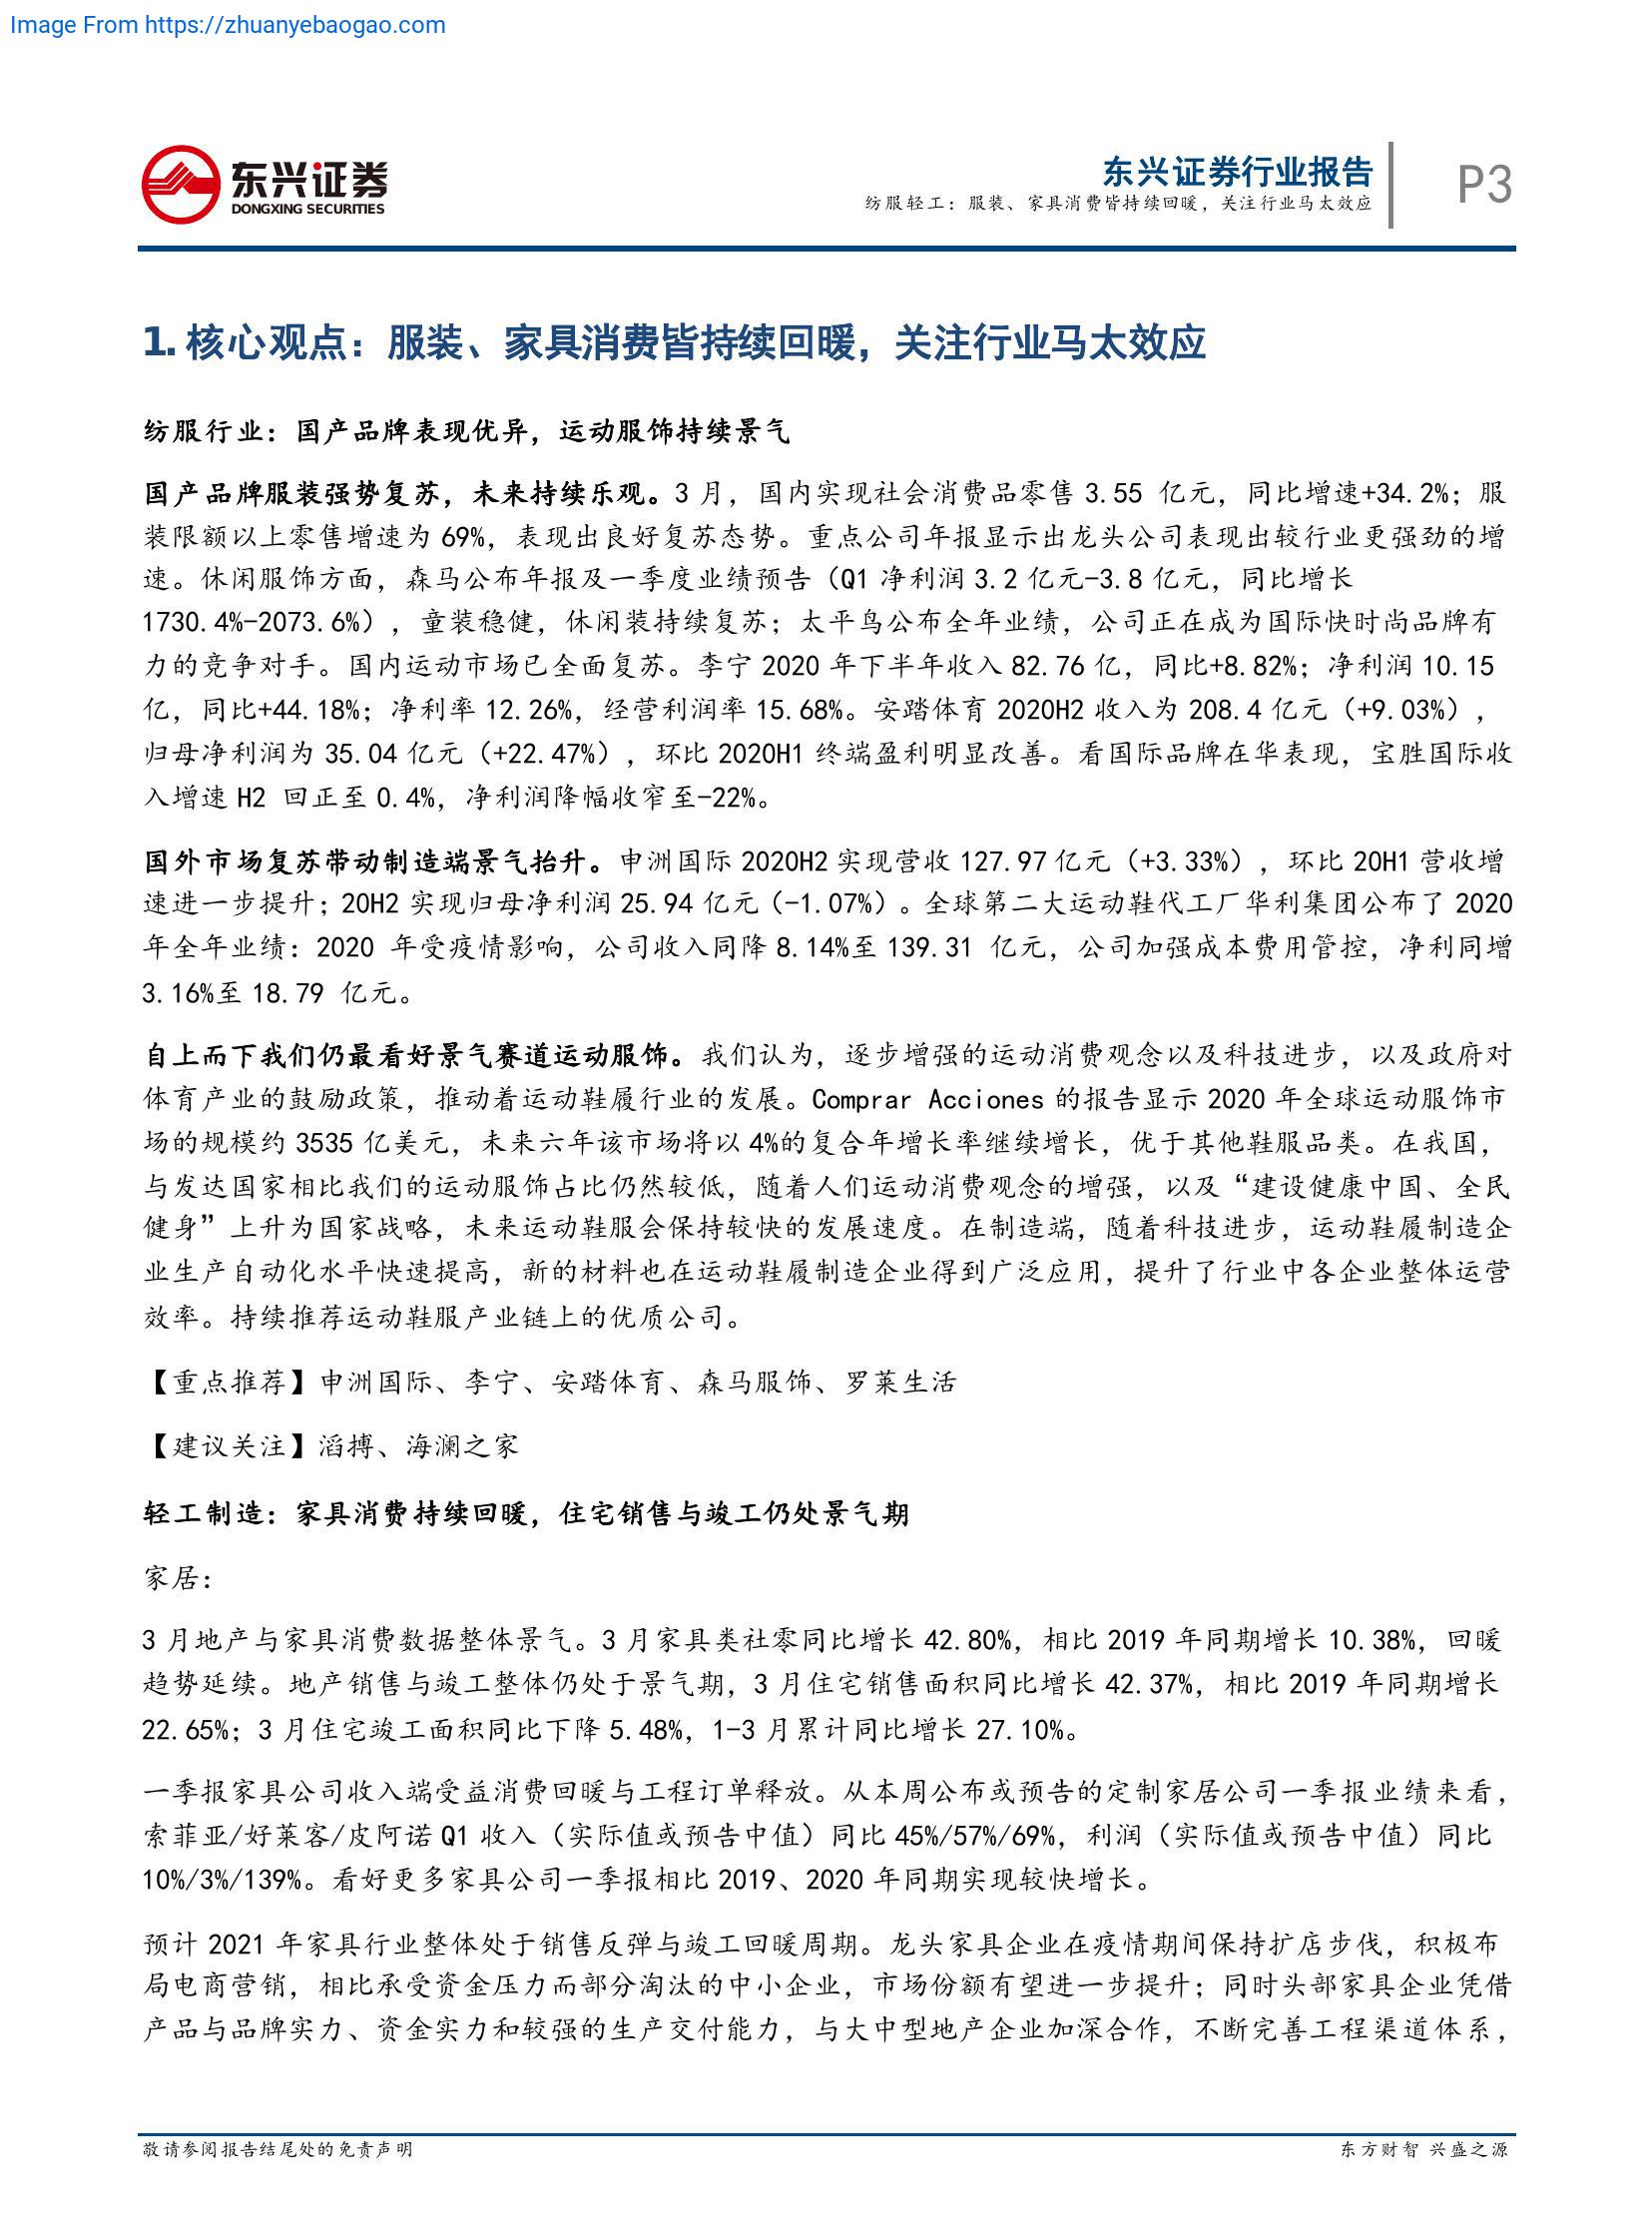 Image From https://zhuanyebaogao.com
东兴证券
DONGXING SECURITIES
东兴证券行业报告
纺服轻工：服装、家具消费皆持续回暖，关注行业马太效应
P3
1. 核心观点：服装、家具消费皆持续回暖，关注行业马太效应
纺服行业：国产品牌表现优异，运动服饰持续景气
国产品牌服装强势复苏，未来持续乐观。3 月，国内实现社会消费品零售 3.55 亿元，同比增速+34.2%；服
装限额以上零售增速为 69%，表现出良好复苏态势。重点公司年报显示出龙头公司表现出较行业更强劲的增
速。休闲服饰方面，森马公布年报及一季度业绩预告（Q1 净利润 3.2 亿元-3.8 亿元，同比增长
1730.4%-2073.6%），童装稳健，休闲装持续复苏；太平鸟公布全年业绩，公司正在成为国际快时尚品牌有
力的竞争对手。国内运动市场已全面复苏。李宁 2020 年下半年收入 82.76 亿，同比+8.82%；净利润 10.15
亿，同比+44.18%；净利率 12.26%，经营利润率 15.68%。安踏体育 2020H2 收入为 208.4 亿元（+9.03%），
归母净利润为 35.04 亿元（+22.47%），环比 2020H1 终端盈利明显改善。看国际品牌在华表现，宝胜国际收
入增速 H2 回正至 0.4%，净利润降幅收窄至-22%。
国外市场复苏带动制造端景气抬升。申洲国际 2020H2 实现营收 127.97 亿元（+3.33%），环比 20H1 营收增
速进一步提升；20H2 实现归母净利润 25.94 亿元（-1.07%）。全球第二大运动鞋代工厂华利集团公布了 2020
年全年业绩：2020 年受疫情影响，公司收入同降 8.14%至 139.31 亿元，公司加强成本费用管控，净利同增
3.16%至 18.79 亿元。
自上而下我们仍最看好景气赛道运动服饰。我们认为，逐步增强的运动消费观念以及科技进步，以及政府对
体育产业的鼓励政策，推动着运动鞋履行业的发展。Comprar Acciones 的报告显示 2020 年全球运动服饰市
场的规模约 3535 亿美元，未来六年该市场将以 4%的复合年增长率继续增长，优于其他鞋服品类。在我国，
与发达国家相比我们的运动服饰占比仍然较低，随着人们运动消费观念的增强，以及“建设健康中国、全民
健身”上升为国家战略，未来运动鞋服会保持较快的发展速度。在制造端，随着科技进步，运动鞋履制造企
业生产自动化水平快速提高，新的材料也在运动鞋履制造企业得到广泛应用，提升了行业中各企业整体运营
效率。持续推荐运动鞋服产业链上的优质公司。
【重点推荐】申洲国际、李宁、安踏体育、森马服饰、罗莱生活
【建议关注】滔搏、海澜之家
轻工制造：家具消费持续回暖，住宅销售与竣工仍处景气期
家居：
3 月地产与家具消费数据整体景气。3 月家具类社零同比增长 42.80%，相比 2019 年同期增长 10.38%，回暖
趋势延续。地产销售与竣工整体仍处于景气期，3 月住宅销售面积同比增长 42.37%，相比 2019 年同期增长
22.65%；3 月住宅竣工面积同比下降 5.48%，1-3 月累计同比增长 27.10%。
一季报家具公司收入端受益消费回暖与工程订单释放。从本周公布或预告的定制家居公司一季报业绩来看，
索菲亚/好莱客/皮阿诺 Q1 收入（实际值或预告中值）同比 45%/57%/69%，利润（实际值或预告中值）同比
10%/3%/139%。看好更多家具公司一季报相比 2019、2020 年同期实现较快增长。
预计 2021 年家具行业整体处于销售反弹与竣工回暖周期。龙头家具企业在疫情期间保持扩店步伐，积极布
局电商营销，相比承受资金压力而部分淘汰的中小企业，市场份额有望进一步提升；同时头部家具企业凭借
产品与品牌实力、资金实力和较强的生产交付能力，与大中型地产企业加深合作，不断完善工程渠道体系，
敬请参阅报告结尾处的免责声明
东方财智 兴盛之源